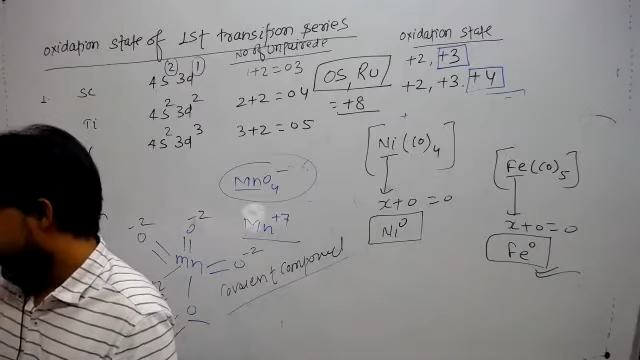 oxidation state of 1st transition series
No of unpaired e
oxidation state
1. SC 4s² 3d¹ 1+2=03 +2, +3
Ti 4s² 3d² 2+2=04 +2, +3, +4
4s² 3d³ 3+2=05
OS, Ru
= +8
[Ni(CO)₄]
x+0=0
Ni⁰
[Fe(CO)₅]
x+0=0
Fe⁰
MnO₄⁻
Mn⁺⁷
O⁻²
O⁻²
Mn
O⁻²
O
covalent compound